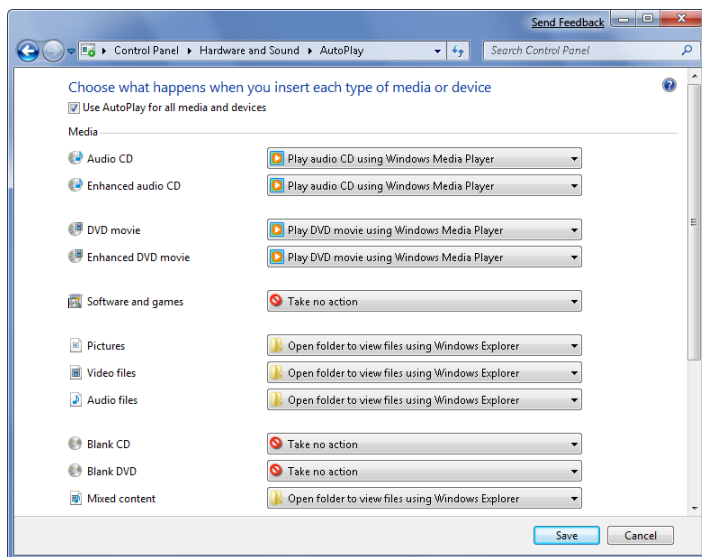 Send Feedback
Control Panel Hardware and Sound AutoPlay Search Control Panel
Choose what happens when you insert each type of media or device
Use AutoPlay for all media and devices
Media
Audio CD Play audio CD using Windows Media Player
Enhanced audio CD Play audio CD using Windows Media Player
DVD movie Play DVD movie using Windows Media Player
Enhanced DVD movie Play DVD movie using Windows Media Player
Software and games Take no action
Pictures Open folder to view files using Windows Explorer
Video files Open folder to view files using Windows Explorer
Audio files Open folder to view files using Windows Explorer
Blank CD Take no action
Blank DVD Take no action
Mixed content Open folder to view files using Windows Explorer
Save Cancel